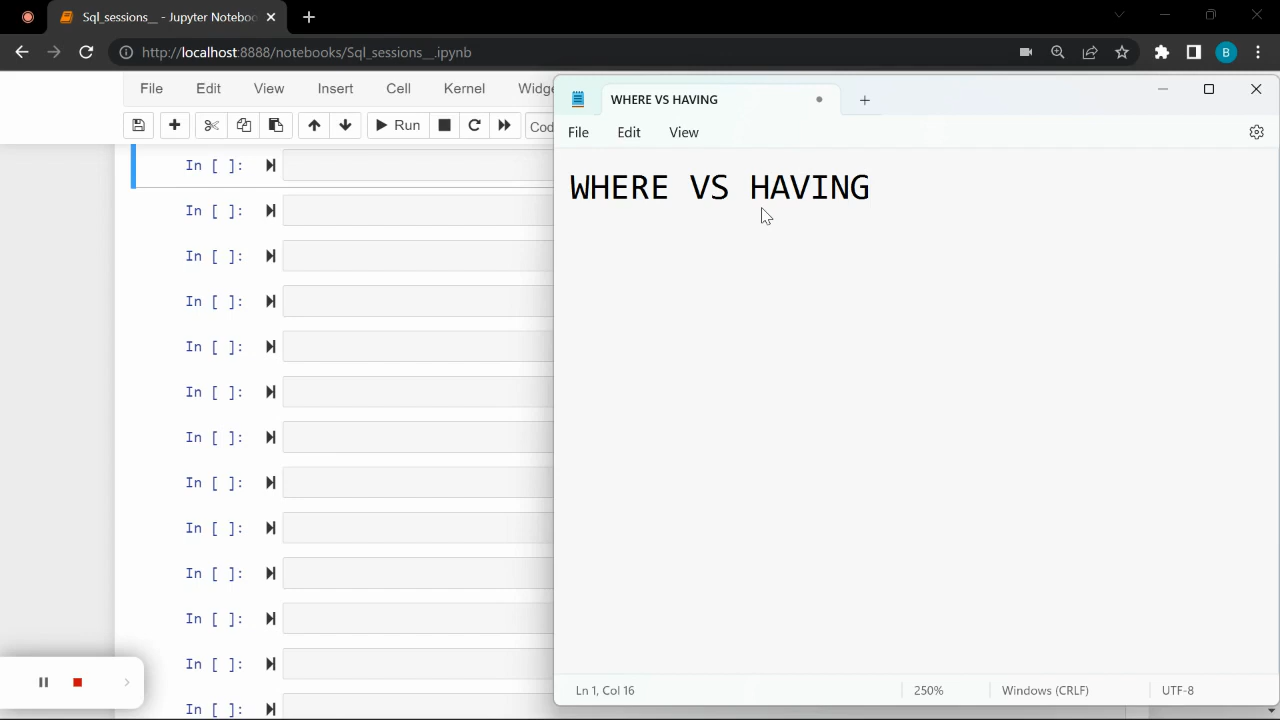 Sql_sessions__ - Jupyter Noteboo
http://localhost:8888/notebooks/Sql_sessions__.ipynb
B
File Edit View Insert Cell Kernel Widge
Run Cod
In [ ]:
In [ ]:
In [ ]:
In [ ]:
In [ ]:
In [ ]:
In [ ]:
In [ ]:
In [ ]:
In [ ]:
In [ ]:
In [ ]:
In [ ]:
WHERE VS HAVING
File Edit View
WHERE VS HAVING
Ln 1, Col 16 250% Windows (CRLF) UTF-8